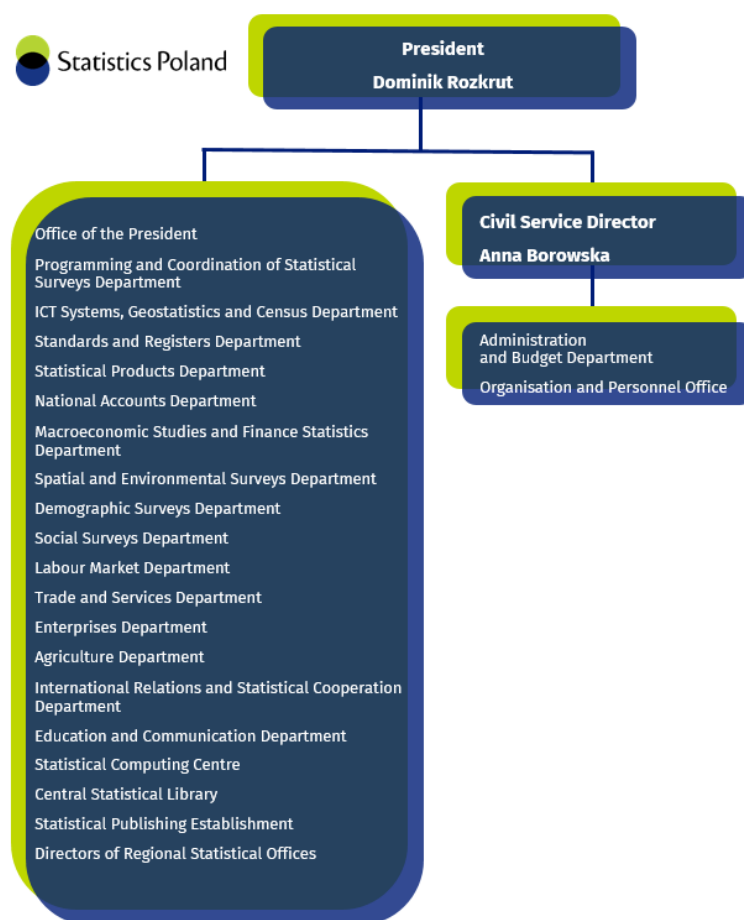 Statistics Poland
President
Dominik Rozkrut
Office of the President
Programming and Coordination of Statistical
Surveys Department
ICT Systems, Geostatistics and Census Department
Standards and Registers Department
Statistical Products Department
National Accounts Department
Macroeconomic Studies and Finance Statistics
Department
Spatial and Environmental Surveys Department
Demographic Surveys Department
Social Surveys Department
Labour Market Department
Trade and Services Department
Enterprises Department
Agriculture Department
International Relations and Statistical Cooperation
Department
Education and Communication Department
Statistical Computing Centre
Central Statistical Library
Statistical Publishing Establishment
Directors of Regional Statistical Offices
Civil Service Director
Anna Borowska
Administration
and Budget Department
Organisation and Personnel Office